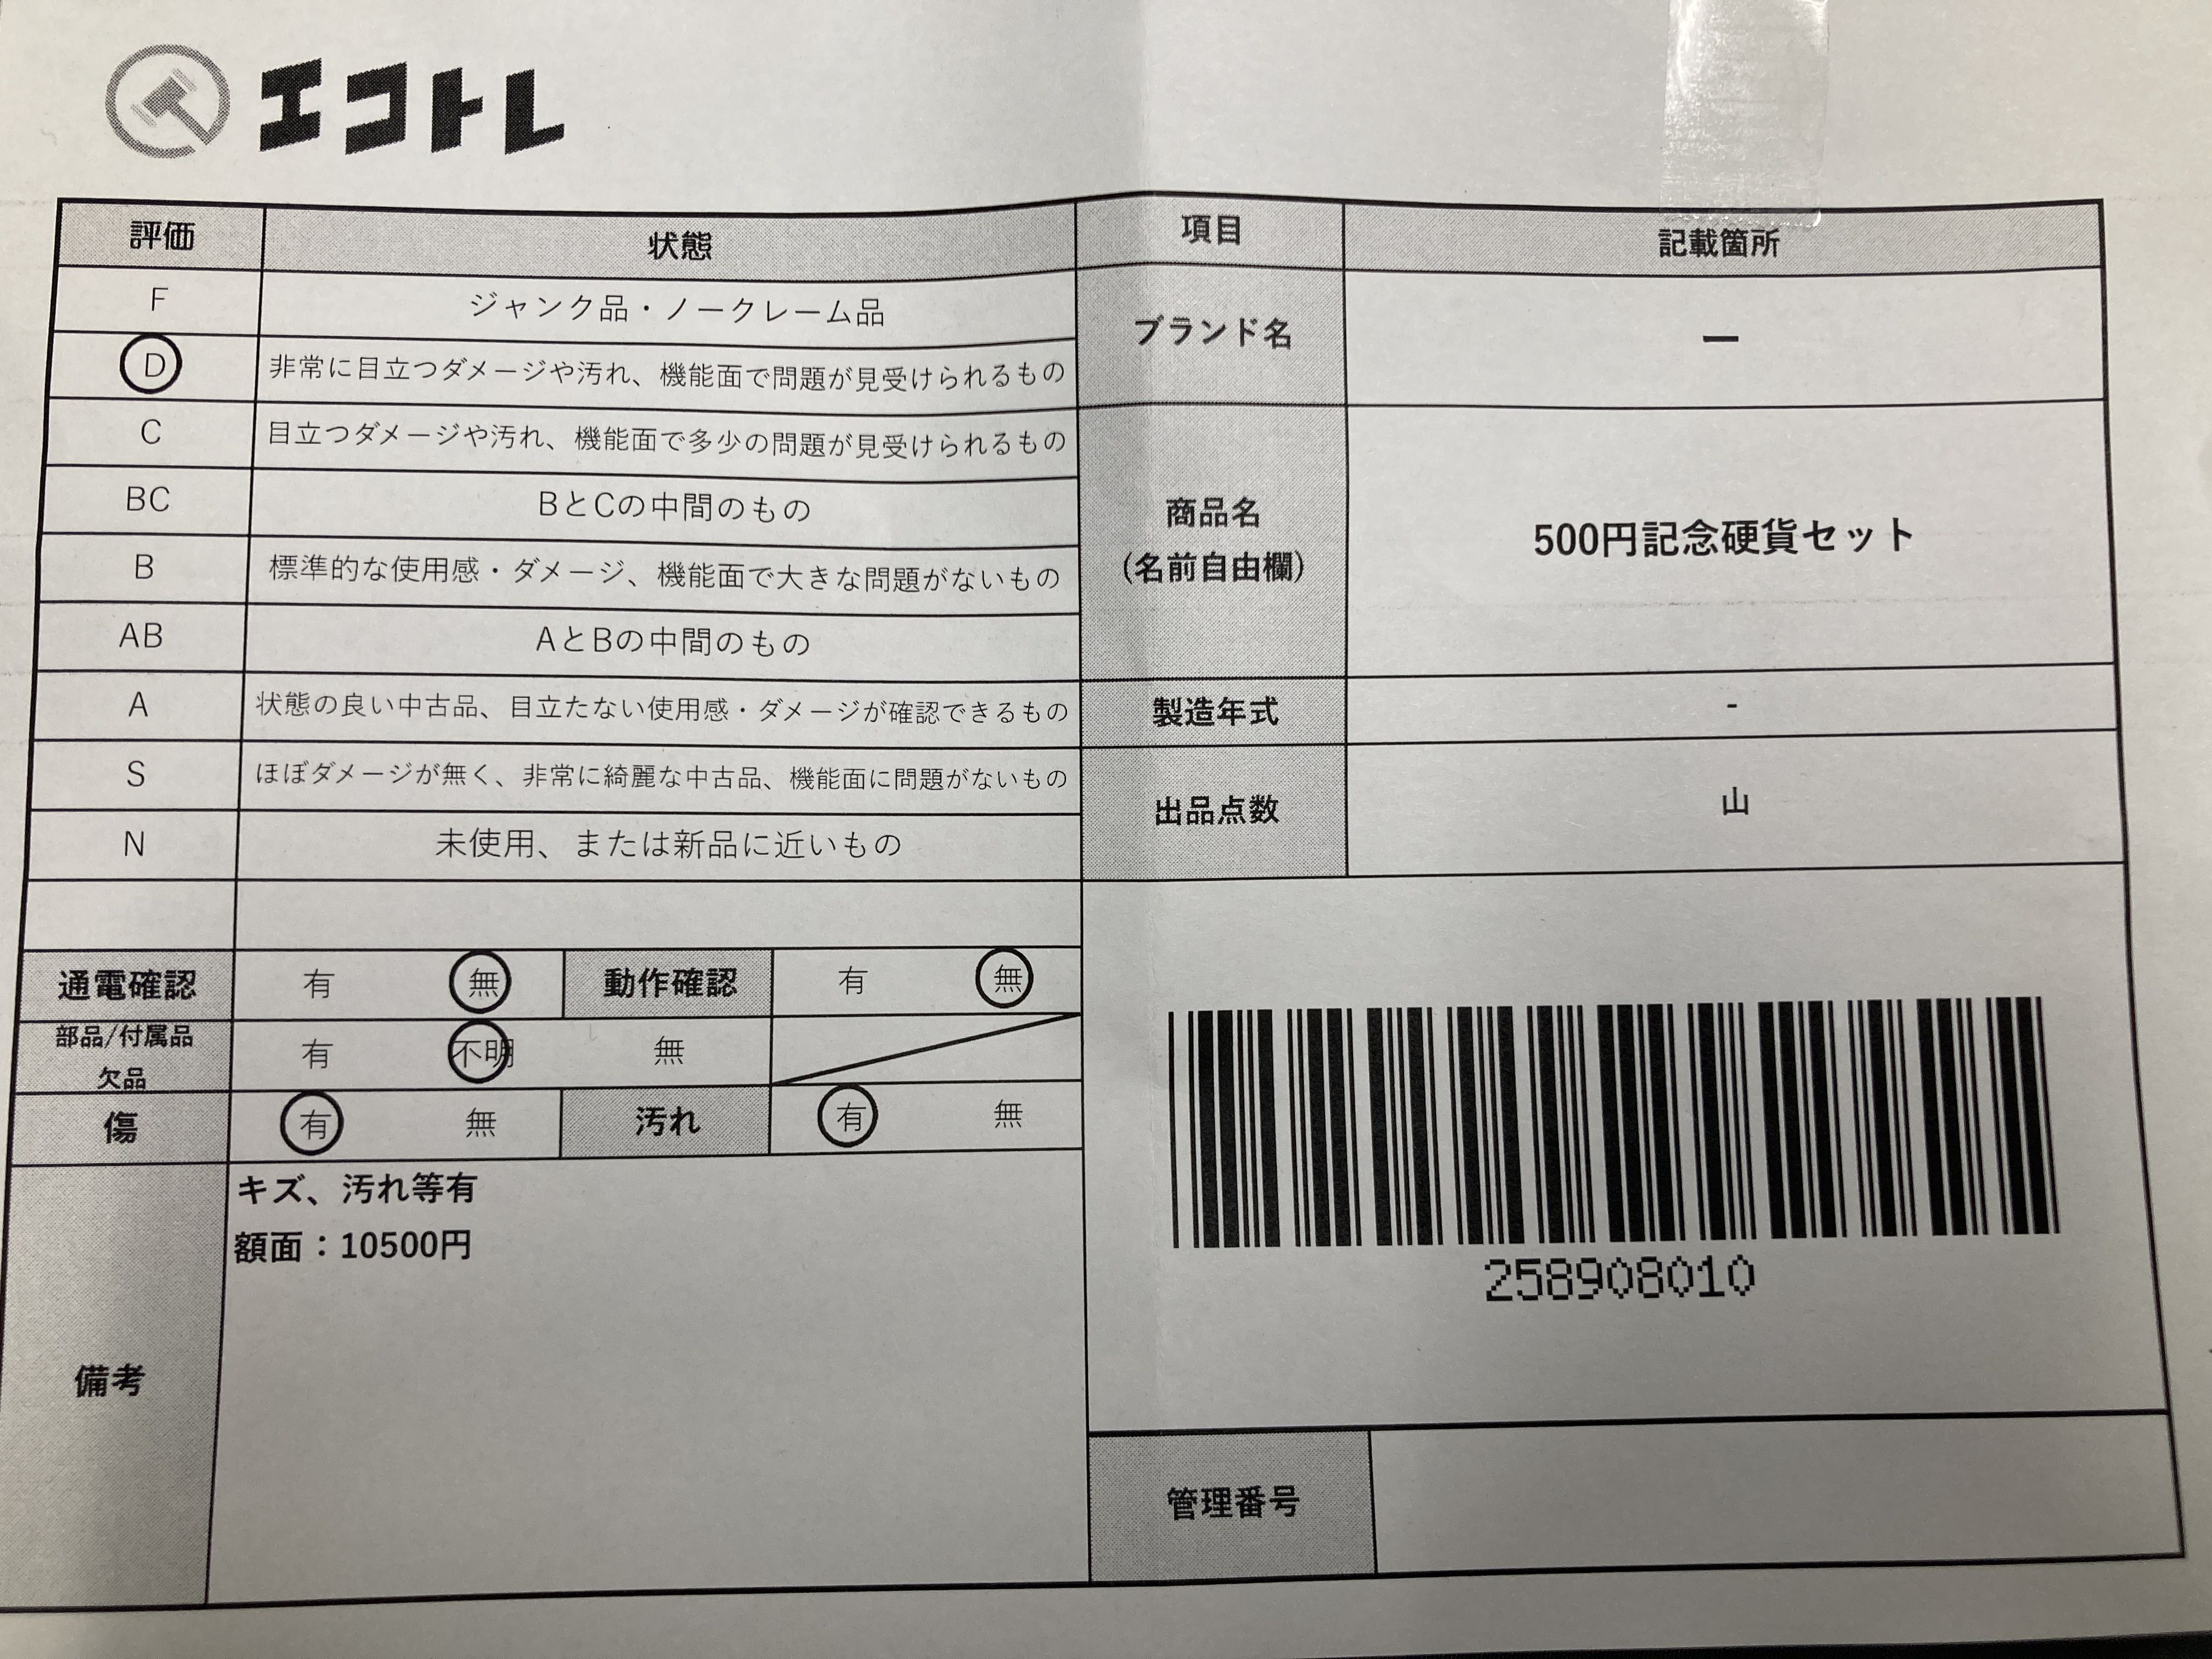 エコトレ
評価 状態 項目 記載箇所
F ジャンク品・ノークレーム品
ブランド名 ー
D 非常に目立つダメージや汚れ、機能面で問題が見受けられるもの
C 目立つダメージや汚れ、機能面で多少の問題が見受けられるもの
BC BとCの中間のもの
商品名
(名前自由欄)
500円記念硬貨セット
B 標準的な使用感・ダメージ、機能面で大きな問題がないもの
AB AとBの中間のもの
A 状態の良い中古品、目立たない使用感・ダメージが確認できるもの
製造年式 -
S ほぼダメージが無く、非常に綺麗な中古品、機能面に問題がないもの
出品点数 山
N 未使用、または新品に近いもの
通電確認 有 無 動作確認 有 無
部品/付属品
欠品
有 不明 無
傷 有 無 汚れ 有 無
備考
キズ、汚れ等有
額面：10500円
258908010
管理番号